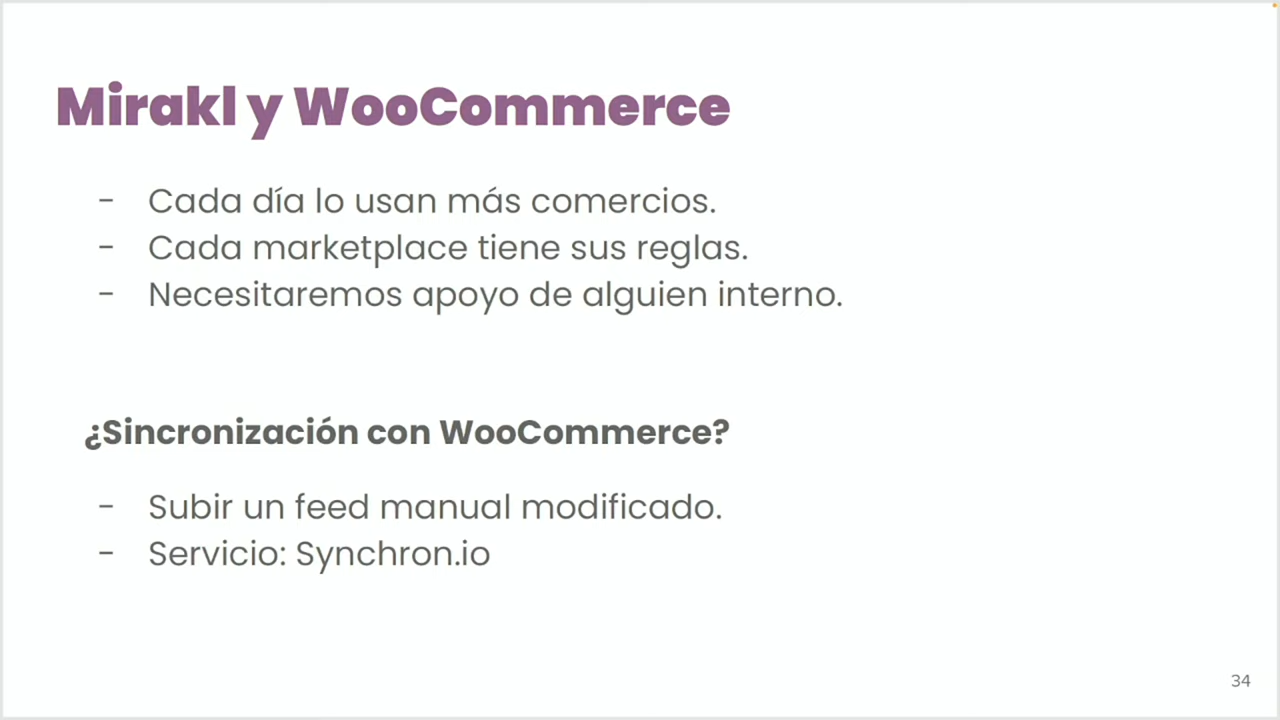 Mirakl y WooCommerce
- Cada día lo usan más comercios.
- Cada marketplace tiene sus reglas.
- Necesitaremos apoyo de alguien interno.
¿Sincronización con WooCommerce?
- Subir un feed manual modificado.
- Servicio: Synchron.io
34